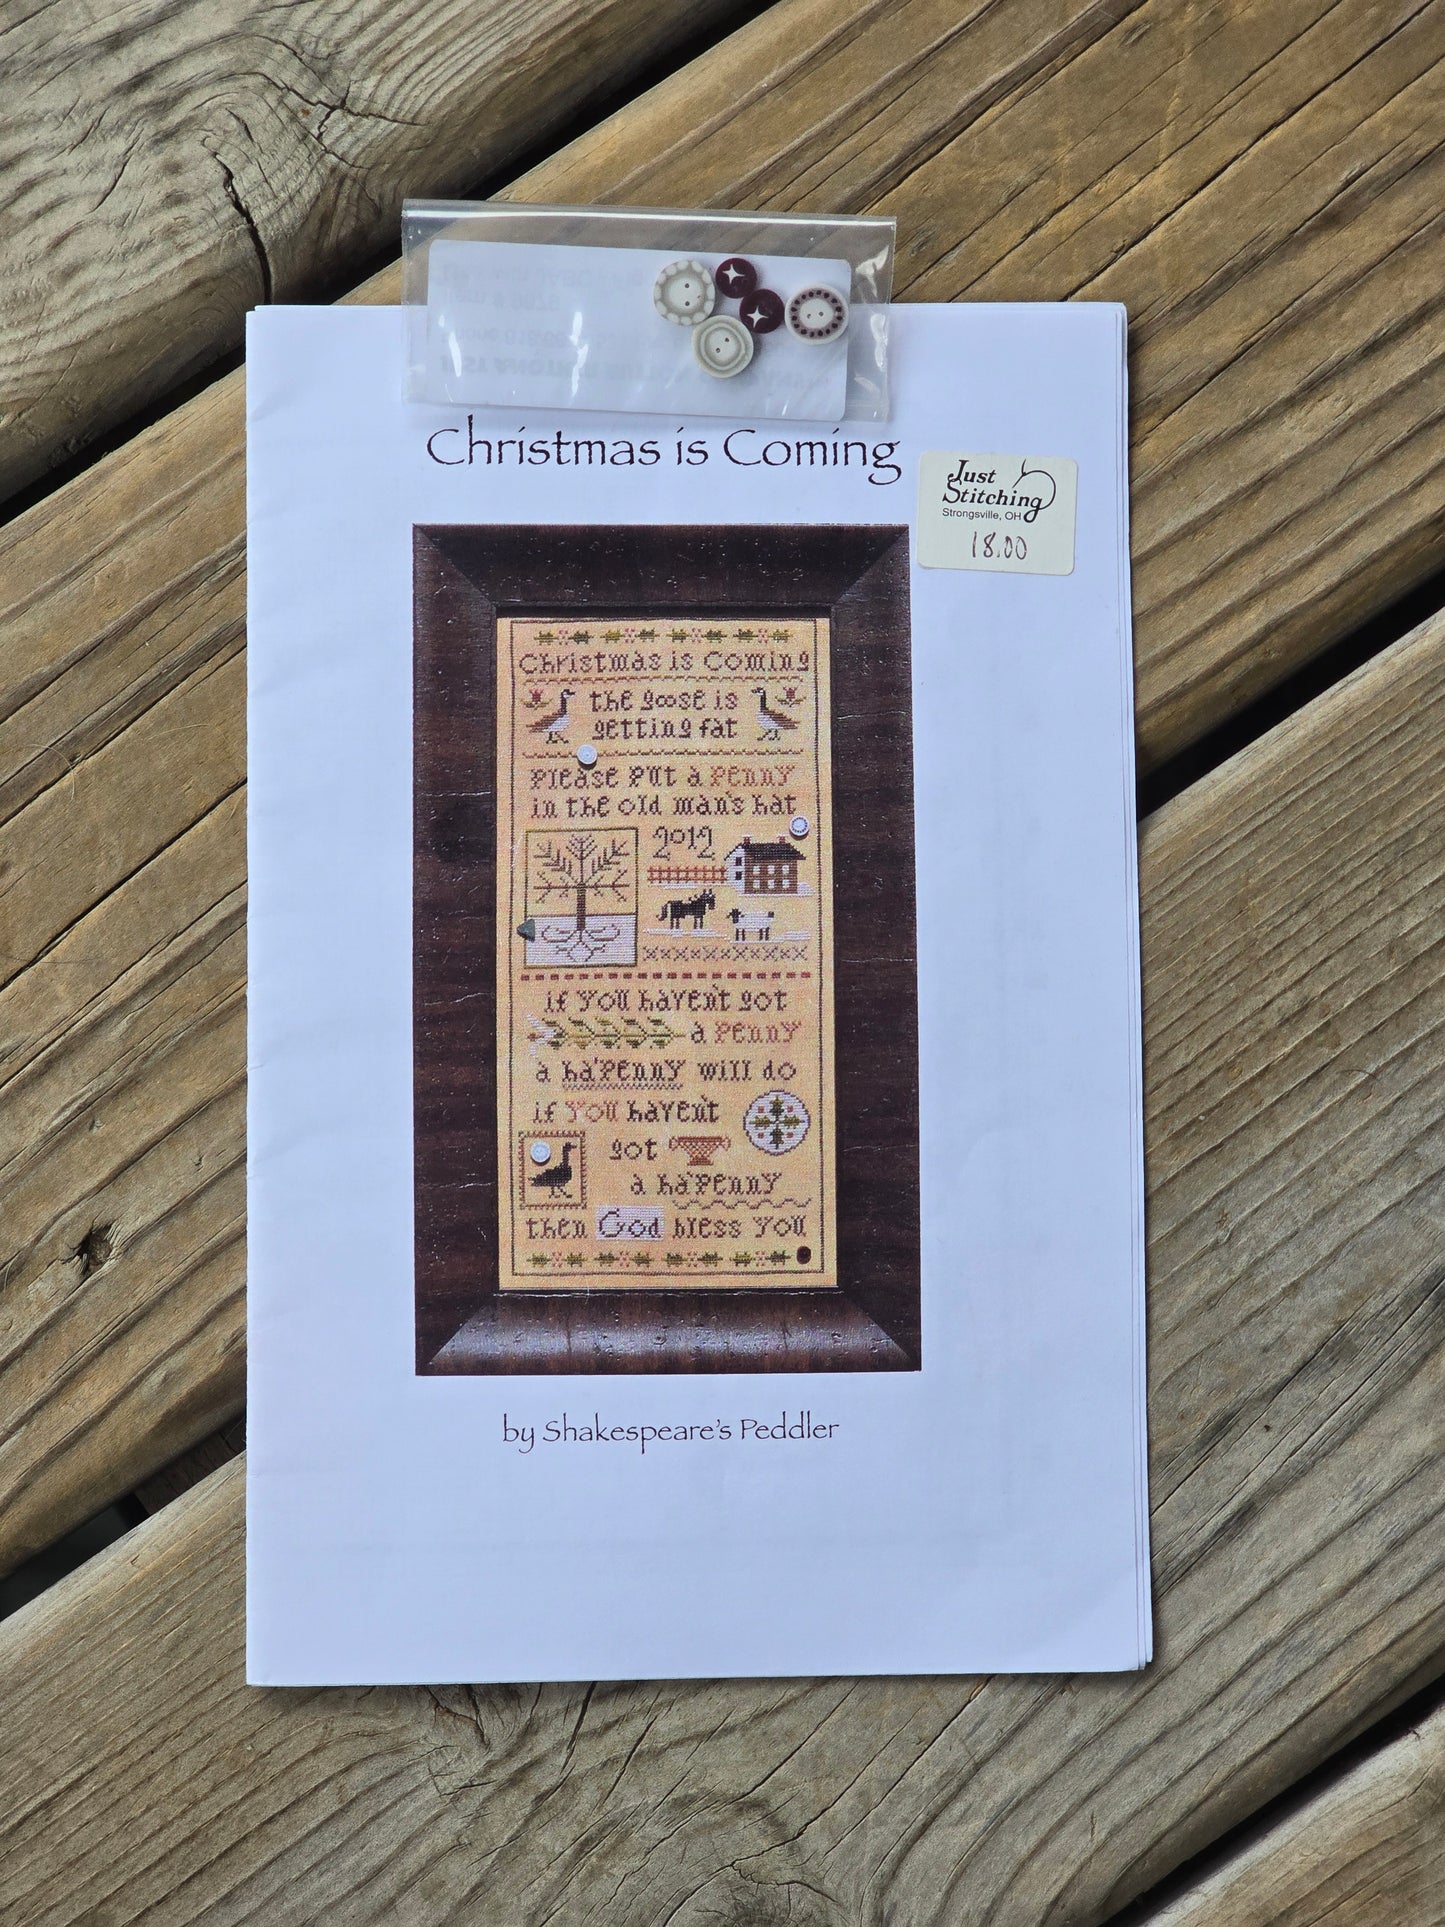 Christmas is Coming
Just
Stitching
Strongsville, OH
18.00
Christmas is Coming
the goose is
getting fat
Please put a penny
in the old man's hat
2012
if you haven't got
a penny
a ha'penny will do
if you haven't
got
a ha'penny
then God bless you
by Shakespeare's Peddler